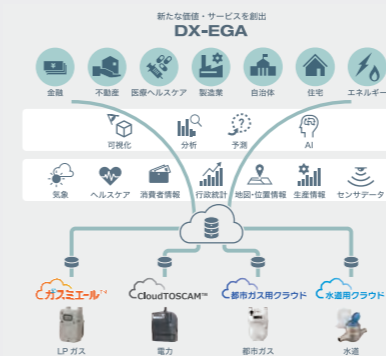 新たな価値・サービスを創出
DX-EGA
金融 不動産 医療ヘルスケア 製造業 自治体 住宅 エネルギー
可視化 分析 予測 AI
気象 ヘルスケア 消費者情報 行政統計 地図・位置情報 生産情報 センサデータ
ガスミエール CLOUDTOSCAM™ 都市ガス用クラウド 水道用クラウド
LPガス 電力 都市ガス 水道